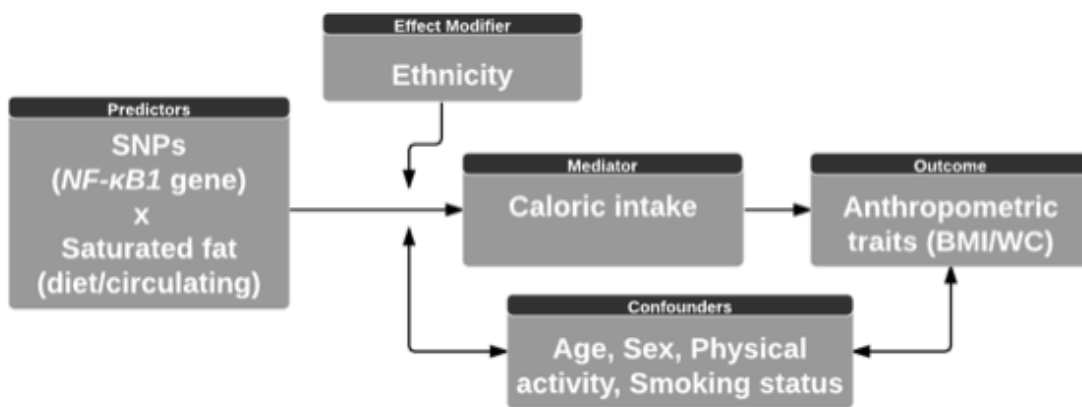 Effect Modifier
Ethnicity
Predictors
SNPs
(NF-κB1 gene)
x
Saturated fat
(diet/circulating)
Mediator
Caloric intake
Outcome
Anthropometric
traits (BMI/WC)
Confounders
Age, Sex, Physical
activity, Smoking status